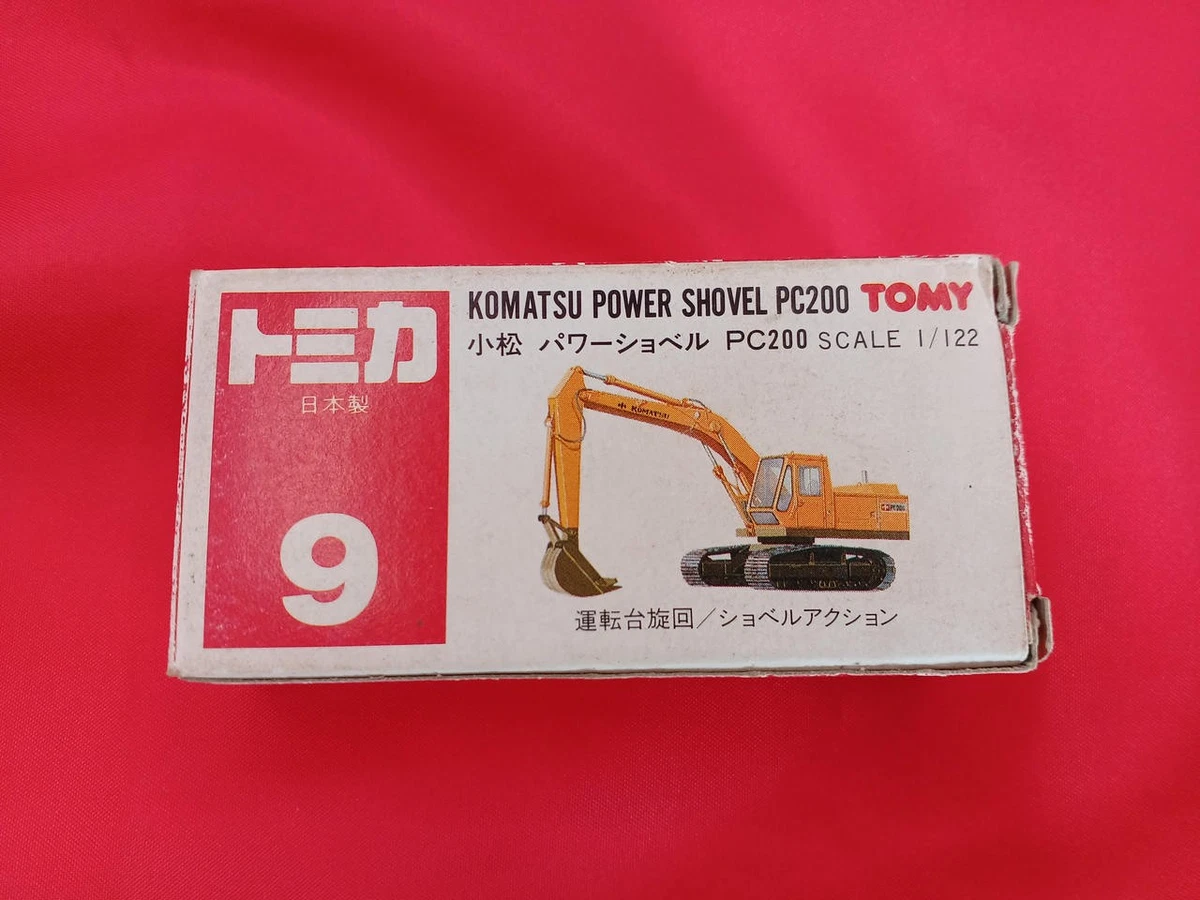 トミカ
日本製
9
KOMATSU POWER SHOVEL PC200 TOMY
小松 パワーショベル PC200 SCALE 1/122
KOMATSU
運転台旋回/ショベルアクション